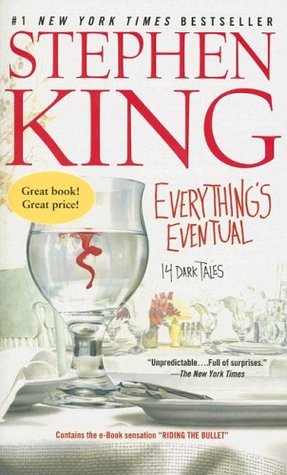 #1 NEW YORK TIMES BESTSELLER
STEPHEN
KING
Great book!
Great price!
EVERYTHING'S
EVENTUAL
14 DARK TALES
"Unpredictable....Full of surprises."
—The New York Times
Contains the e-Book sensation "RIDING THE BULLET"